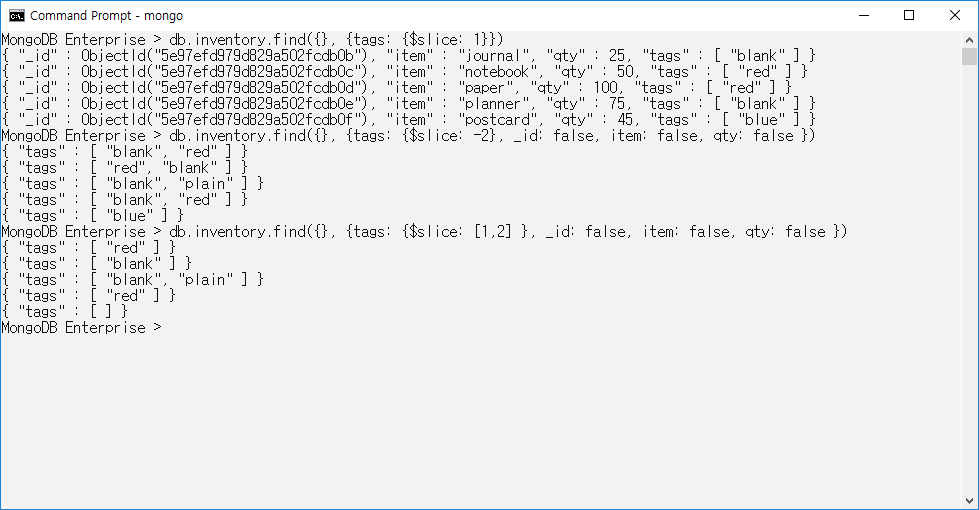 Command Prompt - mongo
MongoDB Enterprise > db.inventory.find({}, {tags: {$slice: 1}})
{ "_id" : ObjectId("5e97efd979d829a502fcdb0b"), "item" : "journal", "qty" : 25, "tags" : [ "blank" ] }
{ "_id" : ObjectId("5e97efd979d829a502fcdb0c"), "item" : "notebook", "qty" : 50, "tags" : [ "red" ] }
{ "_id" : ObjectId("5e97efd979d829a502fcdb0d"), "item" : "paper", "qty" : 100, "tags" : [ "red" ] }
{ "_id" : ObjectId("5e97efd979d829a502fcdb0e"), "item" : "planner", "qty" : 75, "tags" : [ "blank" ] }
{ "_id" : ObjectId("5e97efd979d829a502fcdb0f"), "item" : "postcard", "qty" : 45, "tags" : [ "blue" ] }
MongoDB Enterprise > db.inventory.find({}, {tags: {$slice: -2}, _id: false, item: false, qty: false })
{ "tags" : [ "blank", "red" ] }
{ "tags" : [ "red", "blank" ] }
{ "tags" : [ "blank", "plain" ] }
{ "tags" : [ "blank", "red" ] }
{ "tags" : [ "blue" ] }
MongoDB Enterprise > db.inventory.find({}, {tags: {$slice: [1,2] }, _id: false, item: false, qty: false })
{ "tags" : [ "red" ] }
{ "tags" : [ "blank" ] }
{ "tags" : [ "blank", "plain" ] }
{ "tags" : [ "red" ] }
{ "tags" : [ ] }
MongoDB Enterprise >